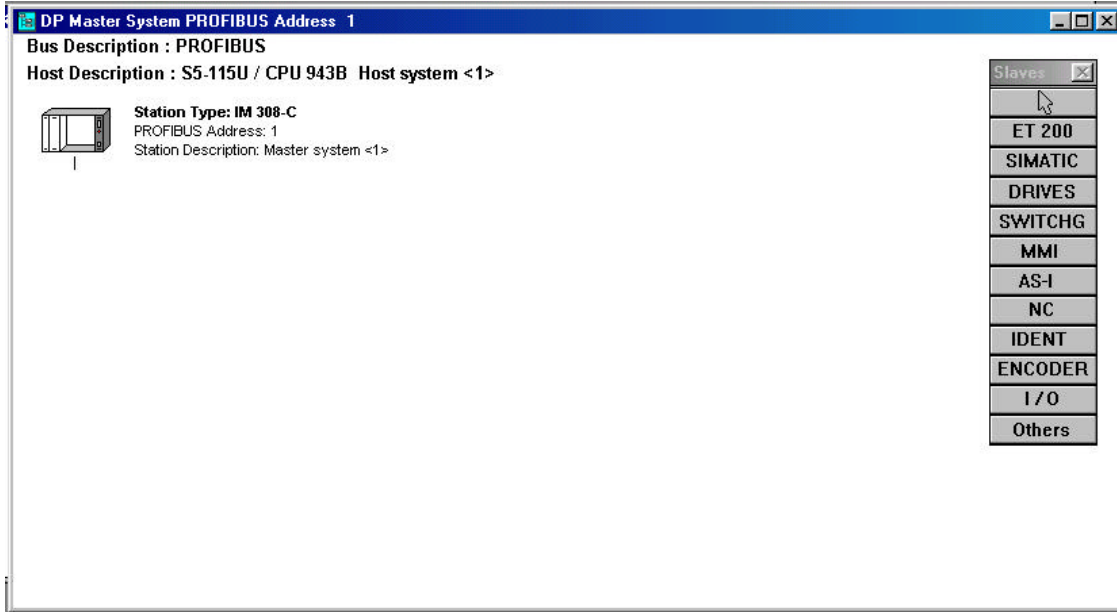 DP Master System PROFIBUS Address 1
Bus Description : PROFIBUS
Host Description : S5-115U / CPU 943B Host system <1>
Station Type: IM 308-C
PROFIBUS Address: 1
Station Description: Master system <1>
Slaves
ET 200
SIMATIC
DRIVES
SWITCHG
MMI
AS-I
NC
IDENT
ENCODER
I/O
Others